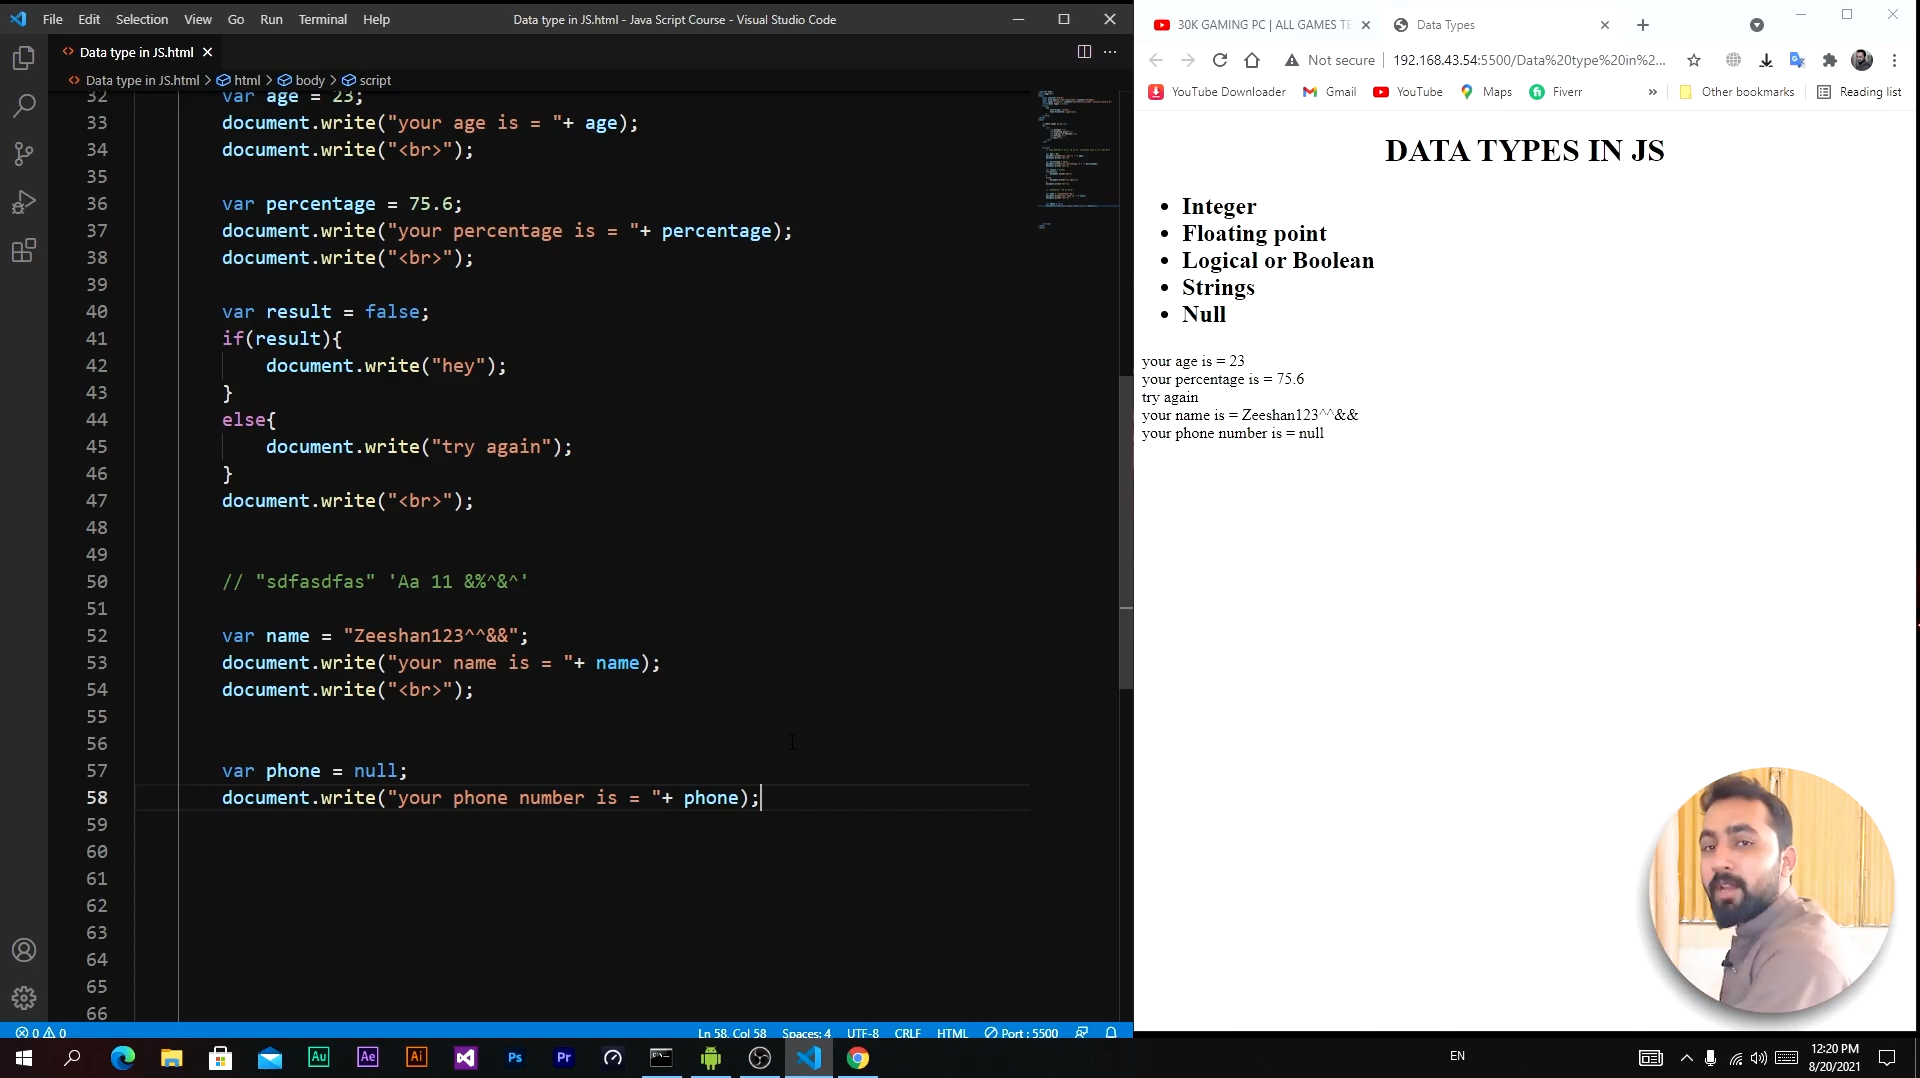 File Edit Selection View Go Run Terminal Help
Data type in JS.html - Java Script Course - Visual Studio Code
Data type in JS.html
Data type in JS.html > html > body > script
32 var age = 23;
33 document.write("your age is = "+ age);
34 document.write("<br>");
35
36 var percentage = 75.6;
37 document.write("your percentage is = "+ percentage);
38 document.write("<br>");
39
40 var result = false;
41 if(result){
42 document.write("hey");
43 }
44 else{
45 document.write("try again");
46 }
47 document.write("<br>");
48
49
50 // "sdfasdfas" 'Aa 11 &%^&^'
51
52 var name = "Zeeshan123^^&&";
53 document.write("your name is = "+ name);
54 document.write("<br>");
55
56
57 var phone = null;
58 document.write("your phone number is = "+ phone);
59
60
61
62
63
64
65
66
0 0 Ln 58, Col 58 Spaces: 4 UTF-8 CRLF HTML Port : 5500
30K GAMING PC | ALL GAMES TE
Data Types
Not secure 192.168.43.54:5500/Data%20type%20in%2...
YouTube Downloader Gmail YouTube Maps Fiverr » Other bookmarks Reading list
DATA TYPES IN JS
• Integer
• Floating point
• Logical or Boolean
• Strings
• Null
your age is = 23
your percentage is = 75.6
try again
your name is = Zeeshan123^^&&
your phone number is = null
Au Ae Ai Ps Pr
EN
12:20 PM
8/20/2021